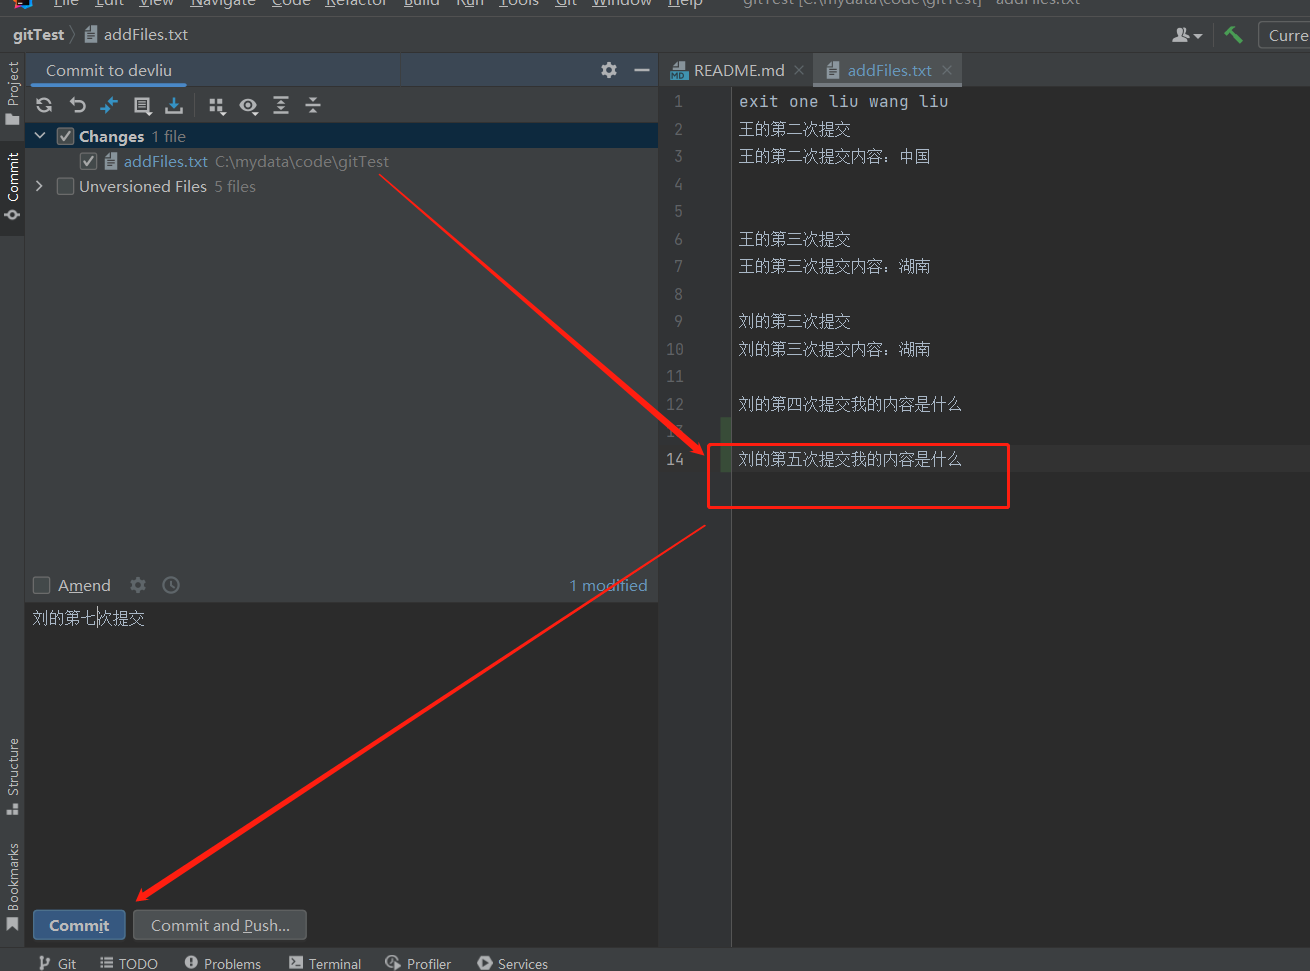 File Edit View Navigate Code Refactor Build Run Tools Git Window Help gitTest [C:\mydata\code\gitTest] - addFiles.txt
gitTest addFiles.txt Curre
Project
Commit
Structure
Bookmarks
Commit to devliu
Changes 1 file
addFiles.txt C:\mydata\code\gitTest
Unversioned Files 5 files
Amend 1 modified
刘的第七次提交
Commit Commit and Push...
README.md addFiles.txt
1 exit one liu wang liu
2 王的第二次提交
3 王的第二次提交内容：中国
4
5
6 王的第三次提交
7 王的第三次提交内容：湖南
8
9 刘的第三次提交
10 刘的第三次提交内容：湖南
11
12 刘的第四次提交我的内容是什么
13
14 刘的第五次提交我的内容是什么
Git TODO Problems Terminal Profiler Services